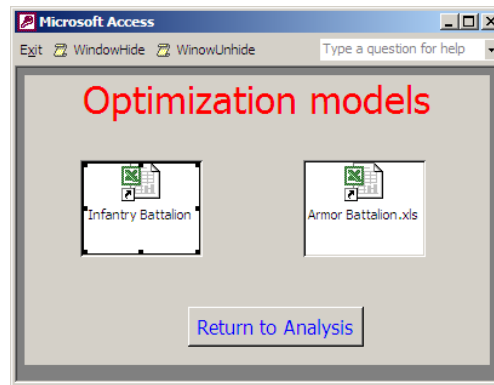 Microsoft Access
Exit WindowHide WinowUnhide Type a question for help
Optimization models
Infantry Battalion Armor Battalion.xls
Return to Analysis